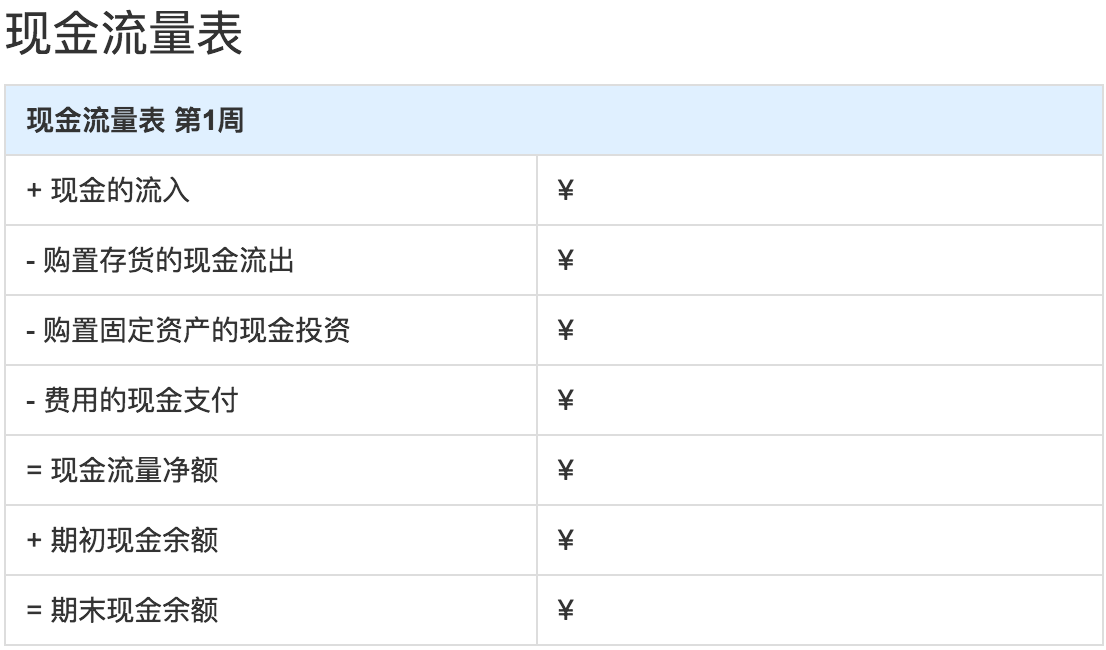 现金流量表
现金流量表 第1周
+ 现金的流入 ¥
- 购置存货的现金流出 ¥
- 购置固定资产的现金投资 ¥
- 费用的现金支付 ¥
= 现金流量净额 ¥
+ 期初现金余额 ¥
= 期末现金余额 ¥